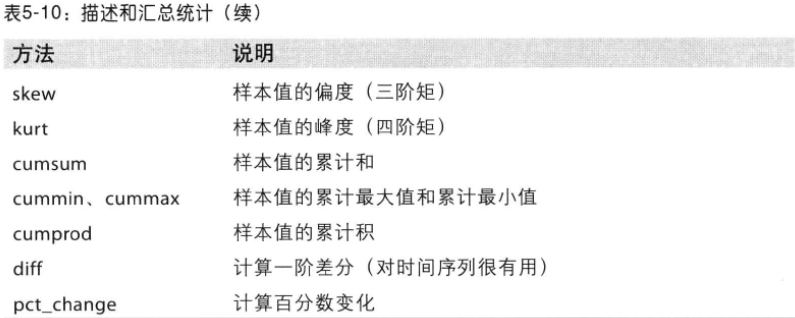 表5-10：描述和汇总统计（续）
方法 说明
skew 样本值的偏度（三阶矩）
kurt 样本值的峰度（四阶矩）
cumsum 样本值的累计和
cummin、cummax 样本值的累计最大值和累计最小值
cumprod 样本值的累计积
diff 计算一阶差分（对时间序列很有用）
pct_change 计算百分数变化